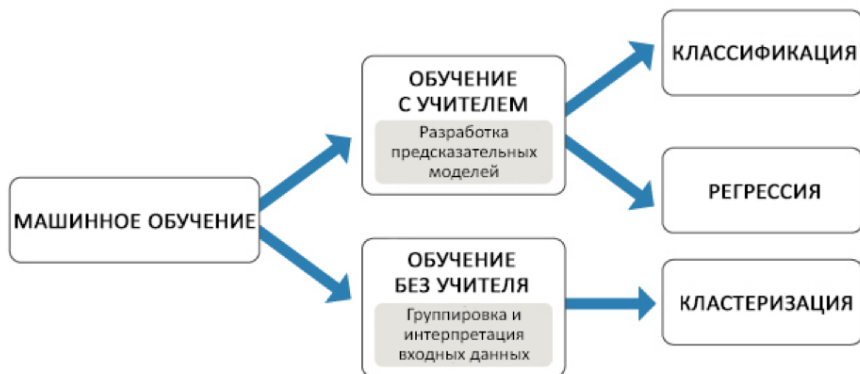 МАШИННОЕ ОБУЧЕНИЕ
ОБУЧЕНИЕ
С УЧИТЕЛЕМ
Разработка
предсказательных
моделей
КЛАССИФИКАЦИЯ
РЕГРЕССИЯ
ОБУЧЕНИЕ
БЕЗ УЧИТЕЛЯ
Группировка и
интерпретация
входных данных
КЛАСТЕРИЗАЦИЯ